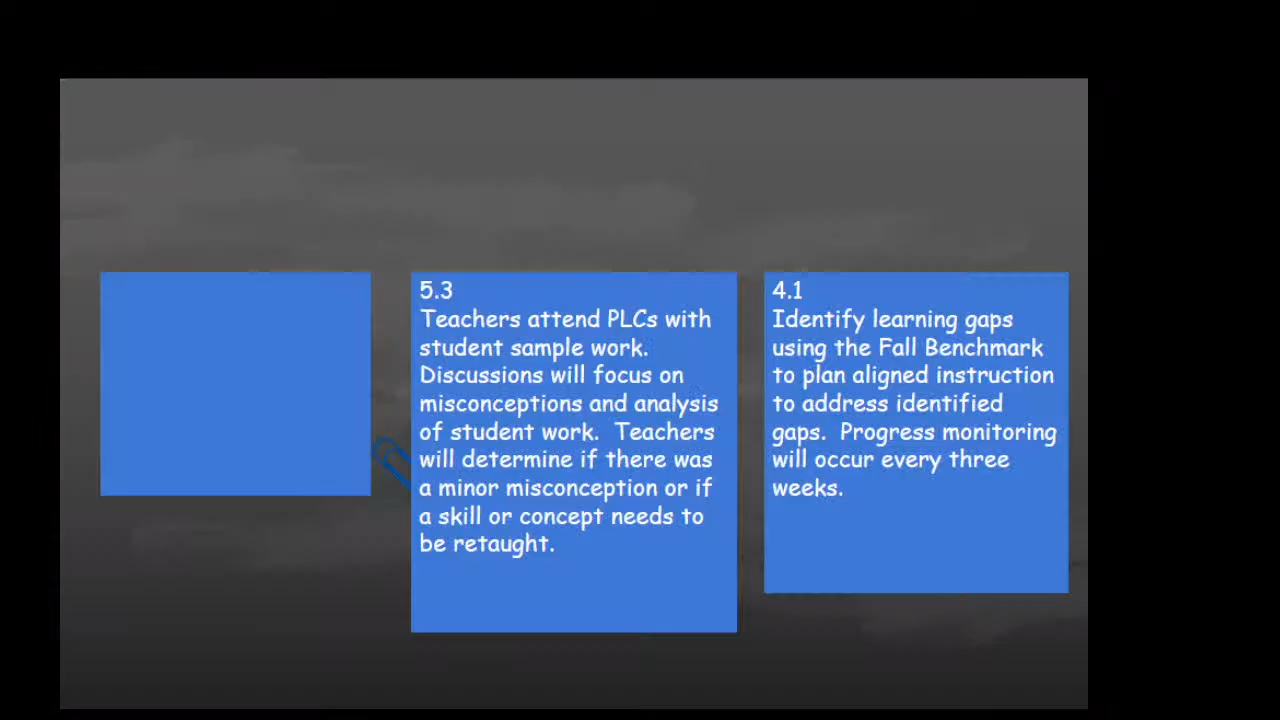 5.3
Teachers attend PLCs with
student sample work.
Discussions will focus on
misconceptions and analysis
of student work.  Teachers
will determine if there was
a minor misconception or if
a skill or concept needs to
be retaught.
4.1
Identify learning gaps
using the Fall Benchmark
to plan aligned instruction
to address identified
gaps.  Progress monitoring
will occur every three
weeks.